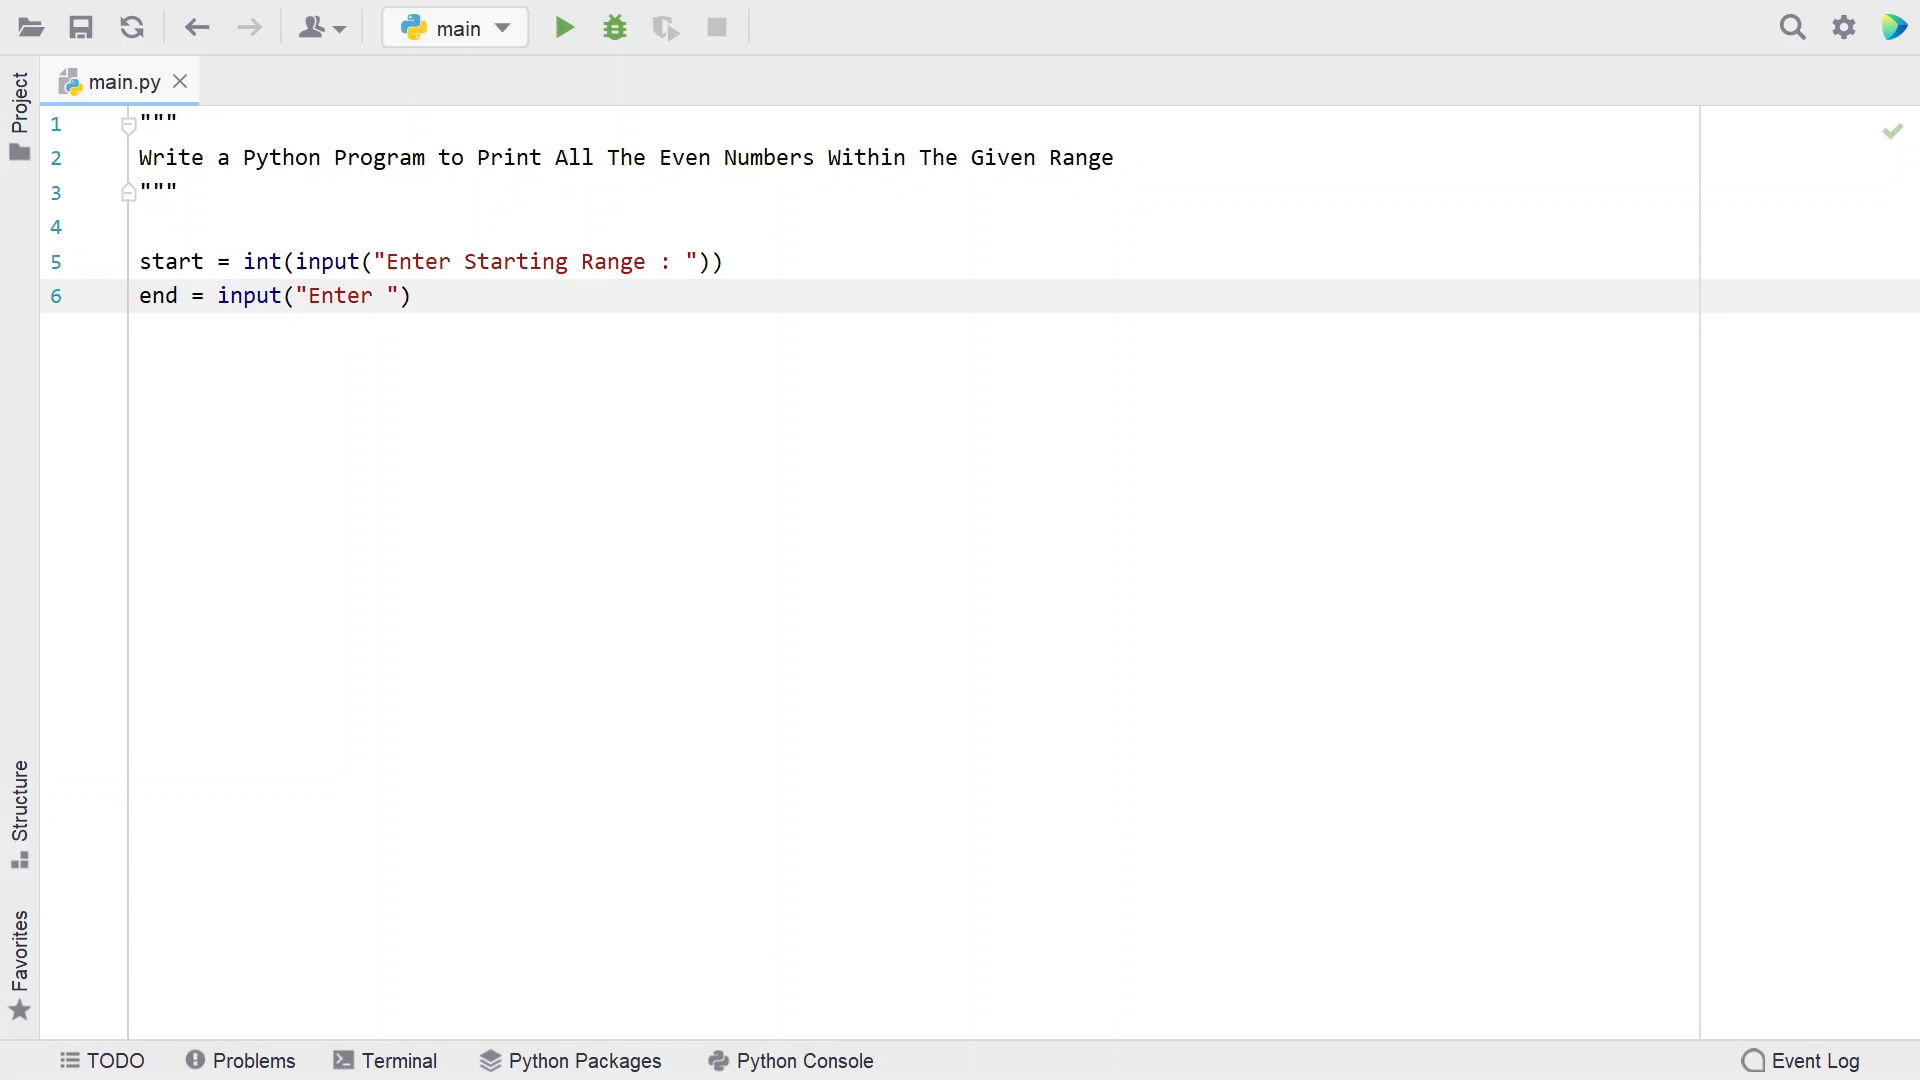 main
Project
main.py
1 """
2 Write a Python Program to Print All The Even Numbers Within The Given Range
3 """
4
5 start = int(input("Enter Starting Range : "))
6 end = input("Enter ")
Structure
Favorites
TODO Problems Terminal Python Packages Python Console Event Log